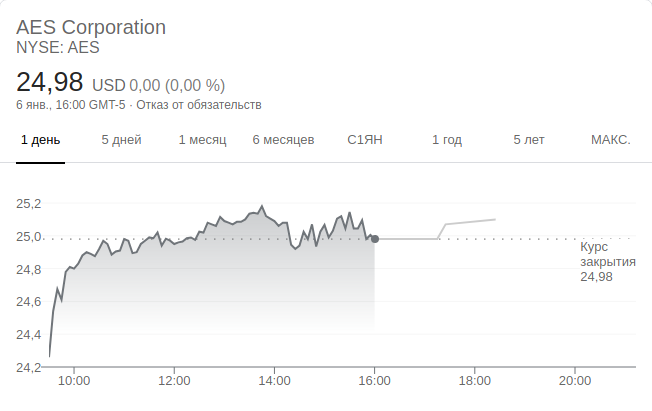 AES Corporation
NYSE: AES
24,98 USD 0,00 (0,00 %)
6 янв., 16:00 GMT-5 · Отказ от обязательств
1 день 5 дней 1 месяц 6 месяцев С1ЯН 1 год 5 лет МАКС.
25,2
25,0
Курс
закрытия
24,98
24,8
24,6
24,4
24,2
10:00 12:00 14:00 16:00 18:00 20:00